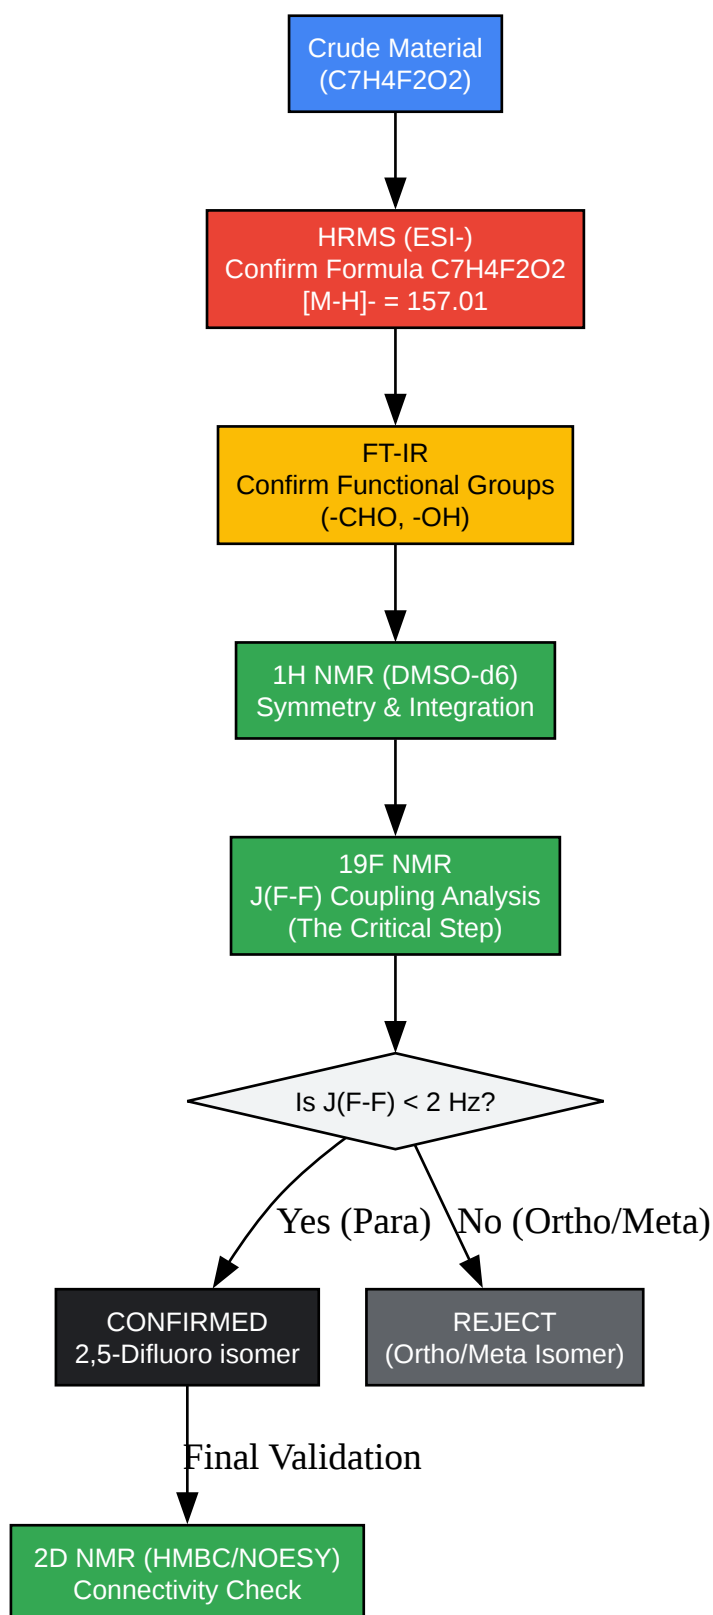 Crude Material
(C7H4F2O2)
HRMS (ESI-)
Confirm Formula C7H4F2O2
[M-H]- = 157.01
FT-IR
Confirm Functional Groups
(-CHO, -OH)
1H NMR (DMSO-d6)
Symmetry & Integration
19F NMR
J(F-F) Coupling Analysis
(The Critical Step)
Is J(F-F) < 2 Hz?
Yes (Para)
No (Ortho/Meta)
CONFIRMED
2,5-Difluoro isomer
REJECT
(Ortho/Meta Isomer)
Final Validation
2D NMR (HMBC/NOESY)
Connectivity Check